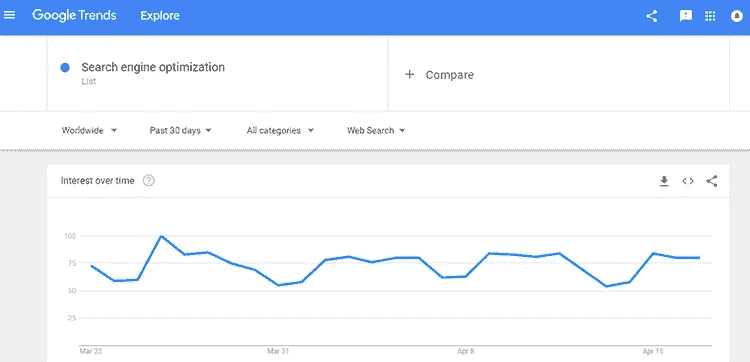 Google Trends Explore
Search engine optimization
List
+ Compare
Worldwide Past 30 days All categories Web Search
Interest over time ?
100
75
50
25
Mar 23 Mar 31 Apr 8 Apr 16